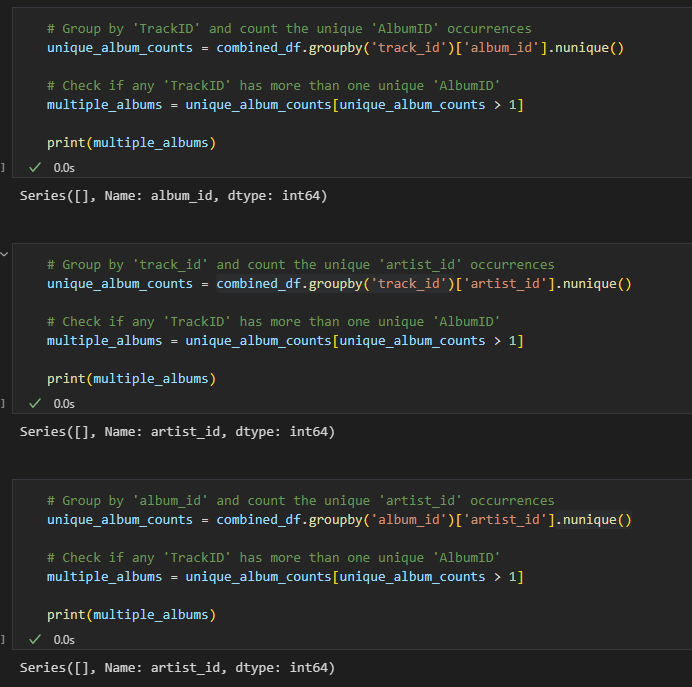 # Group by 'TrackID' and count the unique 'AlbumID' occurrences
unique_album_counts = combined_df.groupby('track_id')['album_id'].nunique()
# Check if any 'TrackID' has more than one unique 'AlbumID'
multiple_albums = unique_album_counts[unique_album_counts > 1]
print(multiple_albums)
] ✓ 0.0s
Series([], Name: album_id, dtype: int64)
# Group by 'track_id' and count the unique 'artist_id' occurrences
unique_album_counts = combined_df.groupby('track_id')['artist_id'].nunique()
# Check if any 'TrackID' has more than one unique 'AlbumID'
multiple_albums = unique_album_counts[unique_album_counts > 1]
print(multiple_albums)
] ✓ 0.0s
Series([], Name: artist_id, dtype: int64)
# Group by 'album_id' and count the unique 'artist_id' occurrences
unique_album_counts = combined_df.groupby('album_id')['artist_id'].nunique()
# Check if any 'TrackID' has more than one unique 'AlbumID'
multiple_albums = unique_album_counts[unique_album_counts > 1]
print(multiple_albums)
] ✓ 0.0s
Series([], Name: artist_id, dtype: int64)